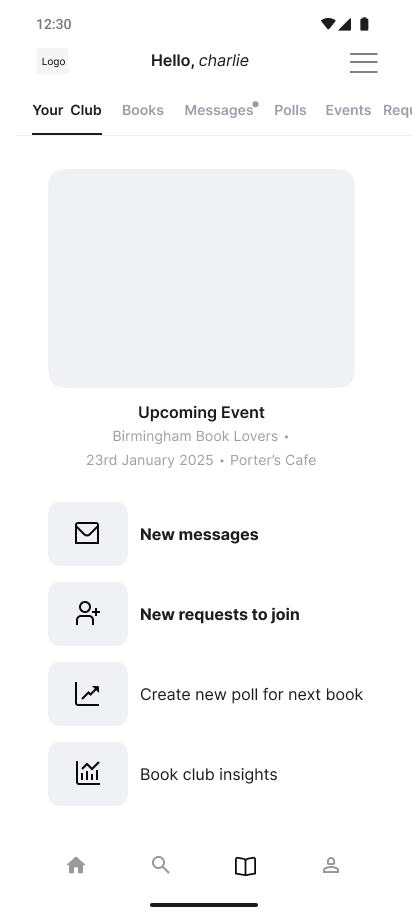 12:30
Logo
Hello, charlie
Your Club Books Messages Polls Events Requ
Upcoming Event
Birmingham Book Lovers •
23rd January 2025 • Porter's Cafe
New messages
New requests to join
Create new poll for next book
Book club insights